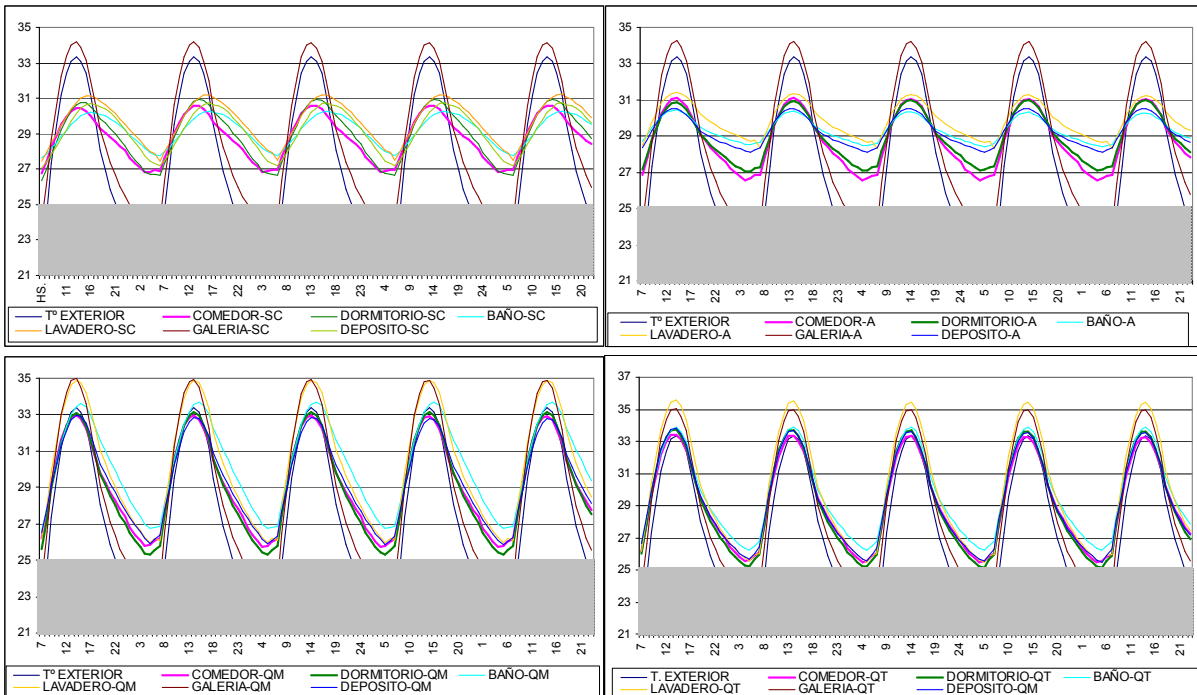 35
33
31
29
27
25
23
21
HS. 11 16 21 2 7 12 17 22 3 8 13 18 23 4 9 14 19 24 5 10 15 20
Tº EXTERIOR COMEDOR-SC DORMITORIO-SC BAÑO-SC
LAVADERO-SC GALERIA-SC DEPOSITO-SC
35
33
31
29
27
25
23
21
7 12 17 22 3 8 13 18 23 4 9 14 19 24 5 10 15 20 1 6 11 16 21
Tº EXTERIOR COMEDOR-A DORMITORIO-A BAÑO-A
LAVADERO-A GALERIA-A DEPOSITO-A
35
33
31
29
27
25
23
21
7 12 17 22 3 8 13 18 23 4 9 14 19 24 5 10 15 20 1 6 11 16 21
Tº EXTERIOR COMEDOR-QM DORMITORIO-QM BAÑO-QM
LAVADERO-QM GALERIA-QM DEPOSITO-QM
37
35
33
31
29
27
25
23
21
7 12 17 22 3 8 13 18 23 4 9 14 19 24 5 10 15 20 1 6 11 16 21
T. EXTERIOR COMEDOR-QT DORMITORIO-QT BAÑO-QT
LAVADERO-QT GALERIA-QT DEPOSITO-QM